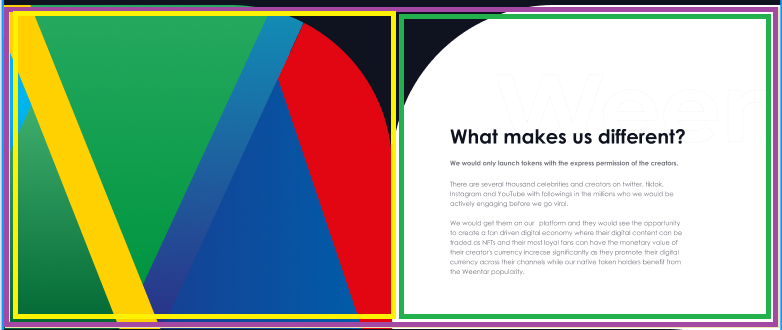 Weer
What makes us different?
We would only launch tokens with the express permission of the creators.
There are several thousand celebrities and creators on twitter, tiktok,
Instagram and YouTube with followings in the millions who we would be
actively engaging before we go viral.
We would get them on our platform and they would see the opportunity
to create a fan driven digital economy where their digital content can be
traded as NFTs and their most loyal fans can have the monetary value of
their creator's currency increase significantly as they promote their digital
currency across their channels while our native token holders benefit from
the Weentar popularity.